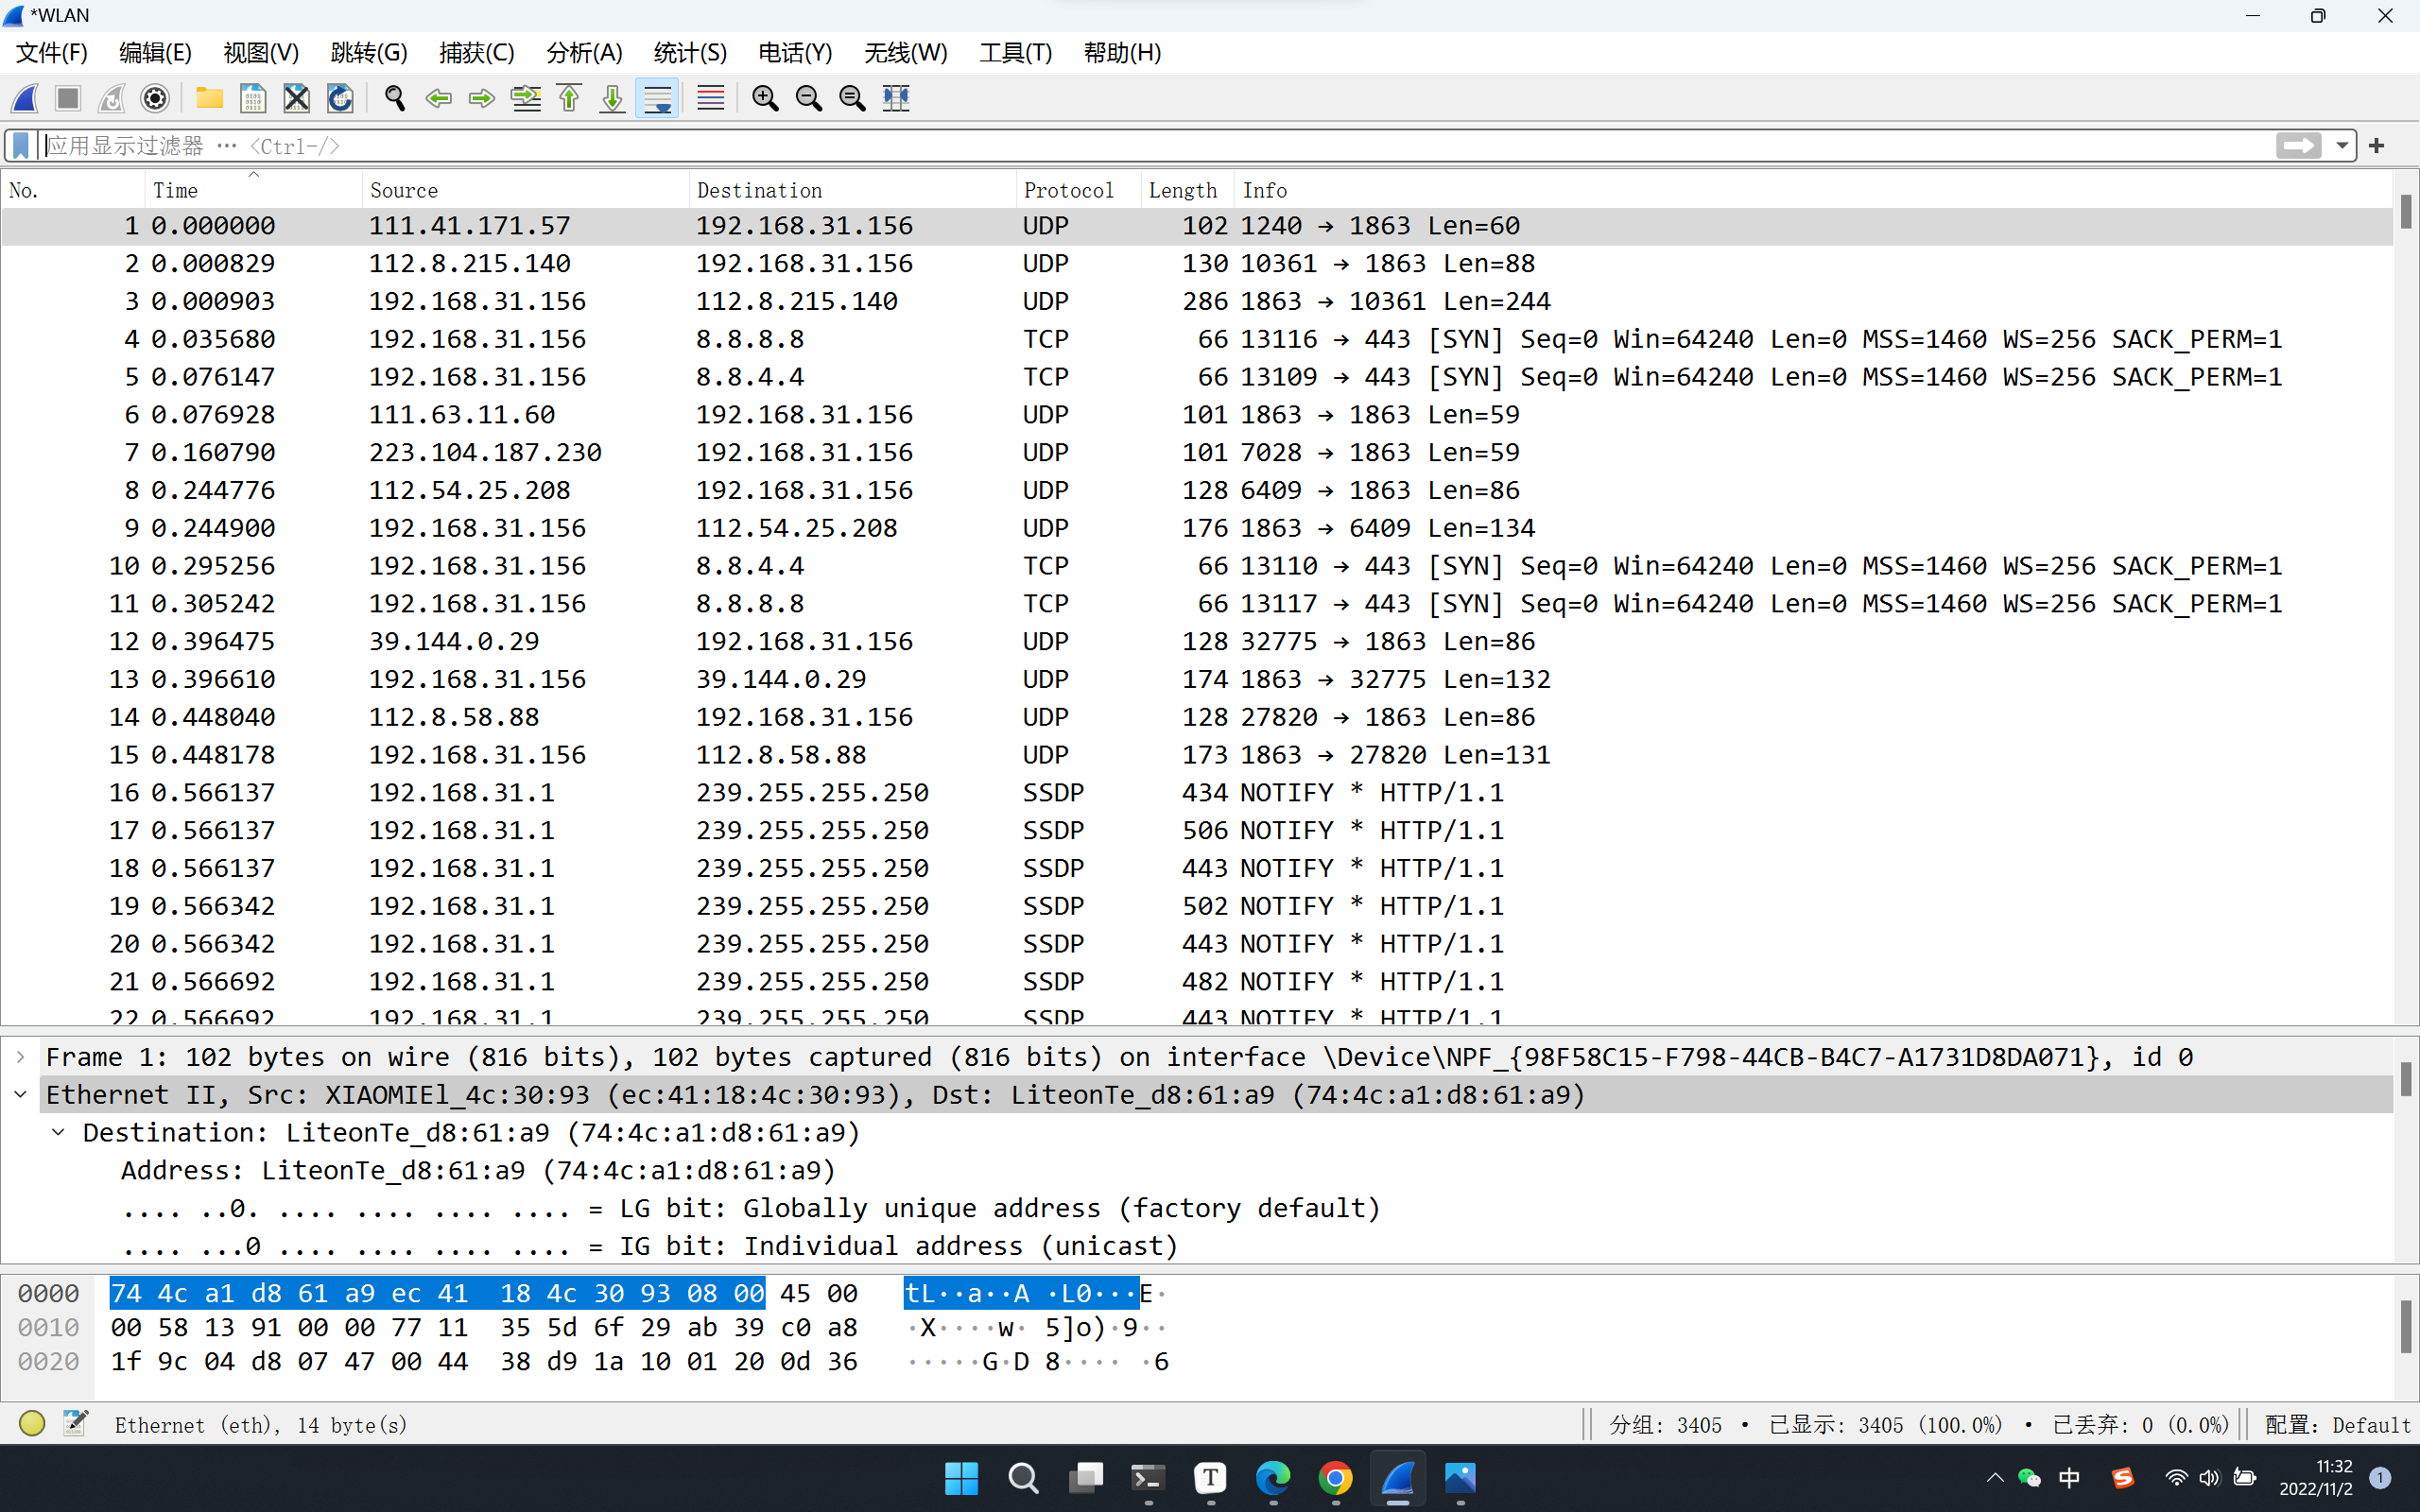 *WLAN
文件(F) 编辑(E) 视图(V) 跳转(G) 捕获(C) 分析(A) 统计(S) 电话(Y) 无线(W) 工具(T) 帮助(H)
应用显示过滤器 … <Ctrl-/>
No. Time Source Destination Protocol Length Info
1 0.000000 111.41.171.57 192.168.31.156 UDP 102 1240 → 1863 Len=60
2 0.000829 112.8.215.140 192.168.31.156 UDP 130 10361 → 1863 Len=88
3 0.000903 192.168.31.156 112.8.215.140 UDP 286 1863 → 10361 Len=244
4 0.035680 192.168.31.156 8.8.8.8 TCP 66 13116 → 443 [SYN] Seq=0 Win=64240 Len=0 MSS=1460 WS=256 SACK_PERM=1
5 0.076147 192.168.31.156 8.8.4.4 TCP 66 13109 → 443 [SYN] Seq=0 Win=64240 Len=0 MSS=1460 WS=256 SACK_PERM=1
6 0.076928 111.63.11.60 192.168.31.156 UDP 101 1863 → 1863 Len=59
7 0.160790 223.104.187.230 192.168.31.156 UDP 101 7028 → 1863 Len=59
8 0.244776 112.54.25.208 192.168.31.156 UDP 128 6409 → 1863 Len=86
9 0.244900 192.168.31.156 112.54.25.208 UDP 176 1863 → 6409 Len=134
10 0.295256 192.168.31.156 8.8.4.4 TCP 66 13110 → 443 [SYN] Seq=0 Win=64240 Len=0 MSS=1460 WS=256 SACK_PERM=1
11 0.305242 192.168.31.156 8.8.8.8 TCP 66 13117 → 443 [SYN] Seq=0 Win=64240 Len=0 MSS=1460 WS=256 SACK_PERM=1
12 0.396475 39.144.0.29 192.168.31.156 UDP 128 32775 → 1863 Len=86
13 0.396610 192.168.31.156 39.144.0.29 UDP 174 1863 → 32775 Len=132
14 0.448040 112.8.58.88 192.168.31.156 UDP 128 27820 → 1863 Len=86
15 0.448178 192.168.31.156 112.8.58.88 UDP 173 1863 → 27820 Len=131
16 0.566137 192.168.31.1 239.255.255.250 SSDP 434 NOTIFY * HTTP/1.1
17 0.566137 192.168.31.1 239.255.255.250 SSDP 506 NOTIFY * HTTP/1.1
18 0.566137 192.168.31.1 239.255.255.250 SSDP 443 NOTIFY * HTTP/1.1
19 0.566342 192.168.31.1 239.255.255.250 SSDP 502 NOTIFY * HTTP/1.1
20 0.566342 192.168.31.1 239.255.255.250 SSDP 443 NOTIFY * HTTP/1.1
21 0.566692 192.168.31.1 239.255.255.250 SSDP 482 NOTIFY * HTTP/1.1
22 0.566692 192.168.31.1 239.255.255.250 SSDP 443 NOTIFY * HTTP/1.1
Frame 1: 102 bytes on wire (816 bits), 102 bytes captured (816 bits) on interface \Device\NPF_{98F58C15-F798-44CB-B4C7-A1731D8DA071}, id 0
Ethernet II, Src: XIAOMIEl_4c:30:93 (ec:41:18:4c:30:93), Dst: LiteonTe_d8:61:a9 (74:4c:a1:d8:61:a9)
Destination: LiteonTe_d8:61:a9 (74:4c:a1:d8:61:a9)
Address: LiteonTe_d8:61:a9 (74:4c:a1:d8:61:a9)
.... ..0. .... .... .... .... = LG bit: Globally unique address (factory default)
.... ...0 .... .... .... .... = IG bit: Individual address (unicast)
0000 74 4c a1 d8 61 a9 ec 41 18 4c 30 93 08 00 45 00 tL··a··A ·L0···E·
0010 00 58 13 91 00 00 77 11 35 5d 6f 29 ab 39 c0 a8 ·X····w· 5]o)·9··
0020 1f 9c 04 d8 07 47 00 44 38 d9 1a 10 01 20 0d 36 ·····G·D 8···· ·6
Ethernet (eth), 14 byte(s) 分组: 3405 · 已显示: 3405 (100.0%) · 已丢弃: 0 (0.0%) 配置: Default
T 中 S 11:32 1
2022/11/2